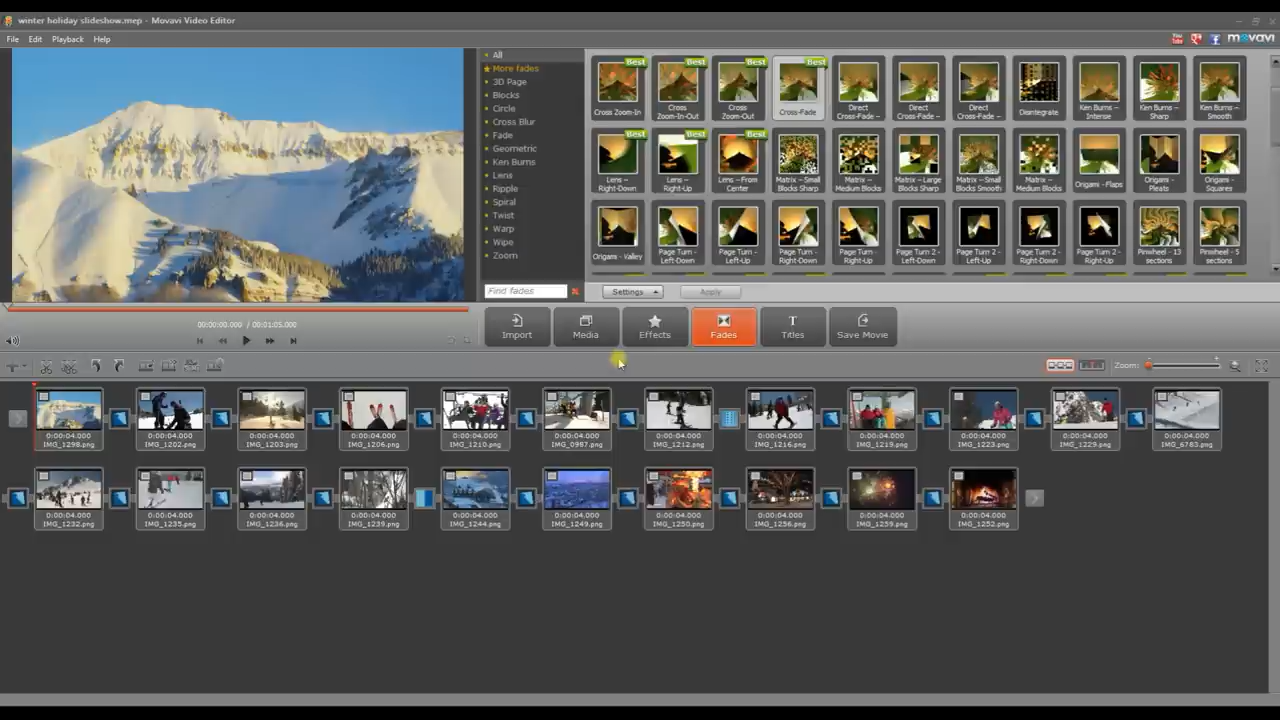 winter holiday slideshow.mep - Movavi Video Editor
File Edit Playback Help
movavi
All
More fades
3D Page
Blocks
Circle
Cross Blur
Fade
Geometric
Ken Burns
Lens
Ripple
Spiral
Twist
Warp
Wipe
Zoom
Best Best Best Best
Cross Zoom-In
Cross Zoom-In-Out
Cross Zoom-Out
Cross-Fade
Direct Cross-Fade –
Direct Cross-Fade –
Direct Cross-Fade –
Disintegrate
Ken Burns – Intense
Ken Burns – Sharp
Ken Burns – Smooth
Best Best Best
Lens – Right-Down
Lens – Right-Up
Lens – From Center
Matrix – Small Blocks Sharp
Matrix – Medium Blocks
Matrix – Large Blocks Sharp
Matrix – Small Blocks Smooth
Matrix – Medium Blocks
Origami - Flaps
Origami - Pleats
Origami - Squares
Origami - Valley
Page Turn - Left-Down
Page Turn - Left-Up
Page Turn - Right-Down
Page Turn - Right-Up
Page Turn 2 - Left-Down
Page Turn 2 - Left-Up
Page Turn 2 - Right-Down
Page Turn 2 - Right-Up
Pinwheel - 13 sections
Pinwheel - 5 sections
Find fades
Settings
Apply
00:00:00.000 / 00:01:05.000
Import
Media
Effects
Fades
Titles
Save Movie
Zoom:
0:00:04.000 0:00:04.000 0:00:04.000 0:00:04.000 0:00:04.000 0:00:04.000 0:00:04.000 0:00:04.000 0:00:04.000 0:00:04.000 0:00:04.000 0:00:04.000
IMG_1298.png IMG_1202.png IMG_1203.png IMG_1206.png IMG_1210.png IMG_0987.png IMG_1212.png IMG_1216.png IMG_1219.png IMG_1223.png IMG_1229.png IMG_6783.png
0:00:04.000 0:00:04.000 0:00:04.000 0:00:04.000 0:00:04.000 0:00:04.000 0:00:04.000 0:00:04.000 0:00:04.000 0:00:04.000
IMG_1232.png IMG_1235.png IMG_1236.png IMG_1239.png IMG_1244.png IMG_1249.png IMG_1250.png IMG_1256.png IMG_1259.png IMG_1252.png